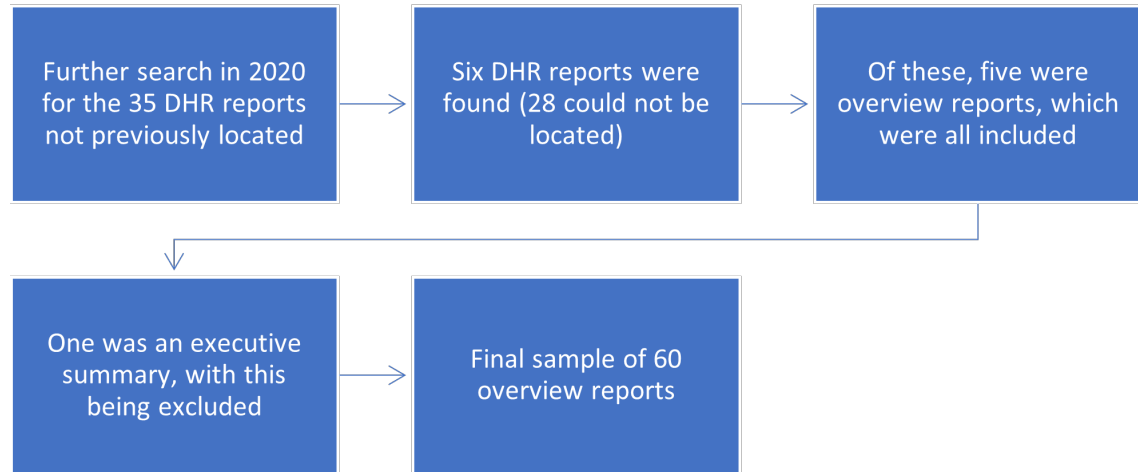 Further search in 2020
for the 35 DHR reports
not previously located
Six DHR reports were
found (28 could not be
located)
Of these, five were
overview reports, which
were all included
One was an executive
summary, with this
being excluded
Final sample of 60
overview reports